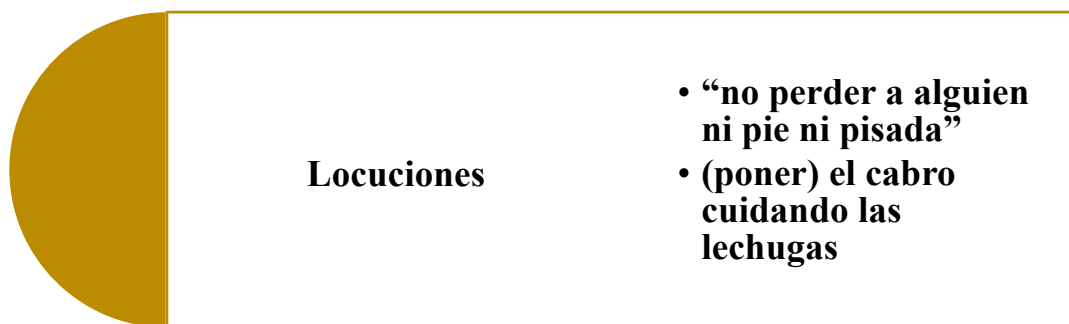 Locuciones
• “no perder a alguien
ni pie ni pisada”
• (poner) el cabro
cuidando las
lechugas